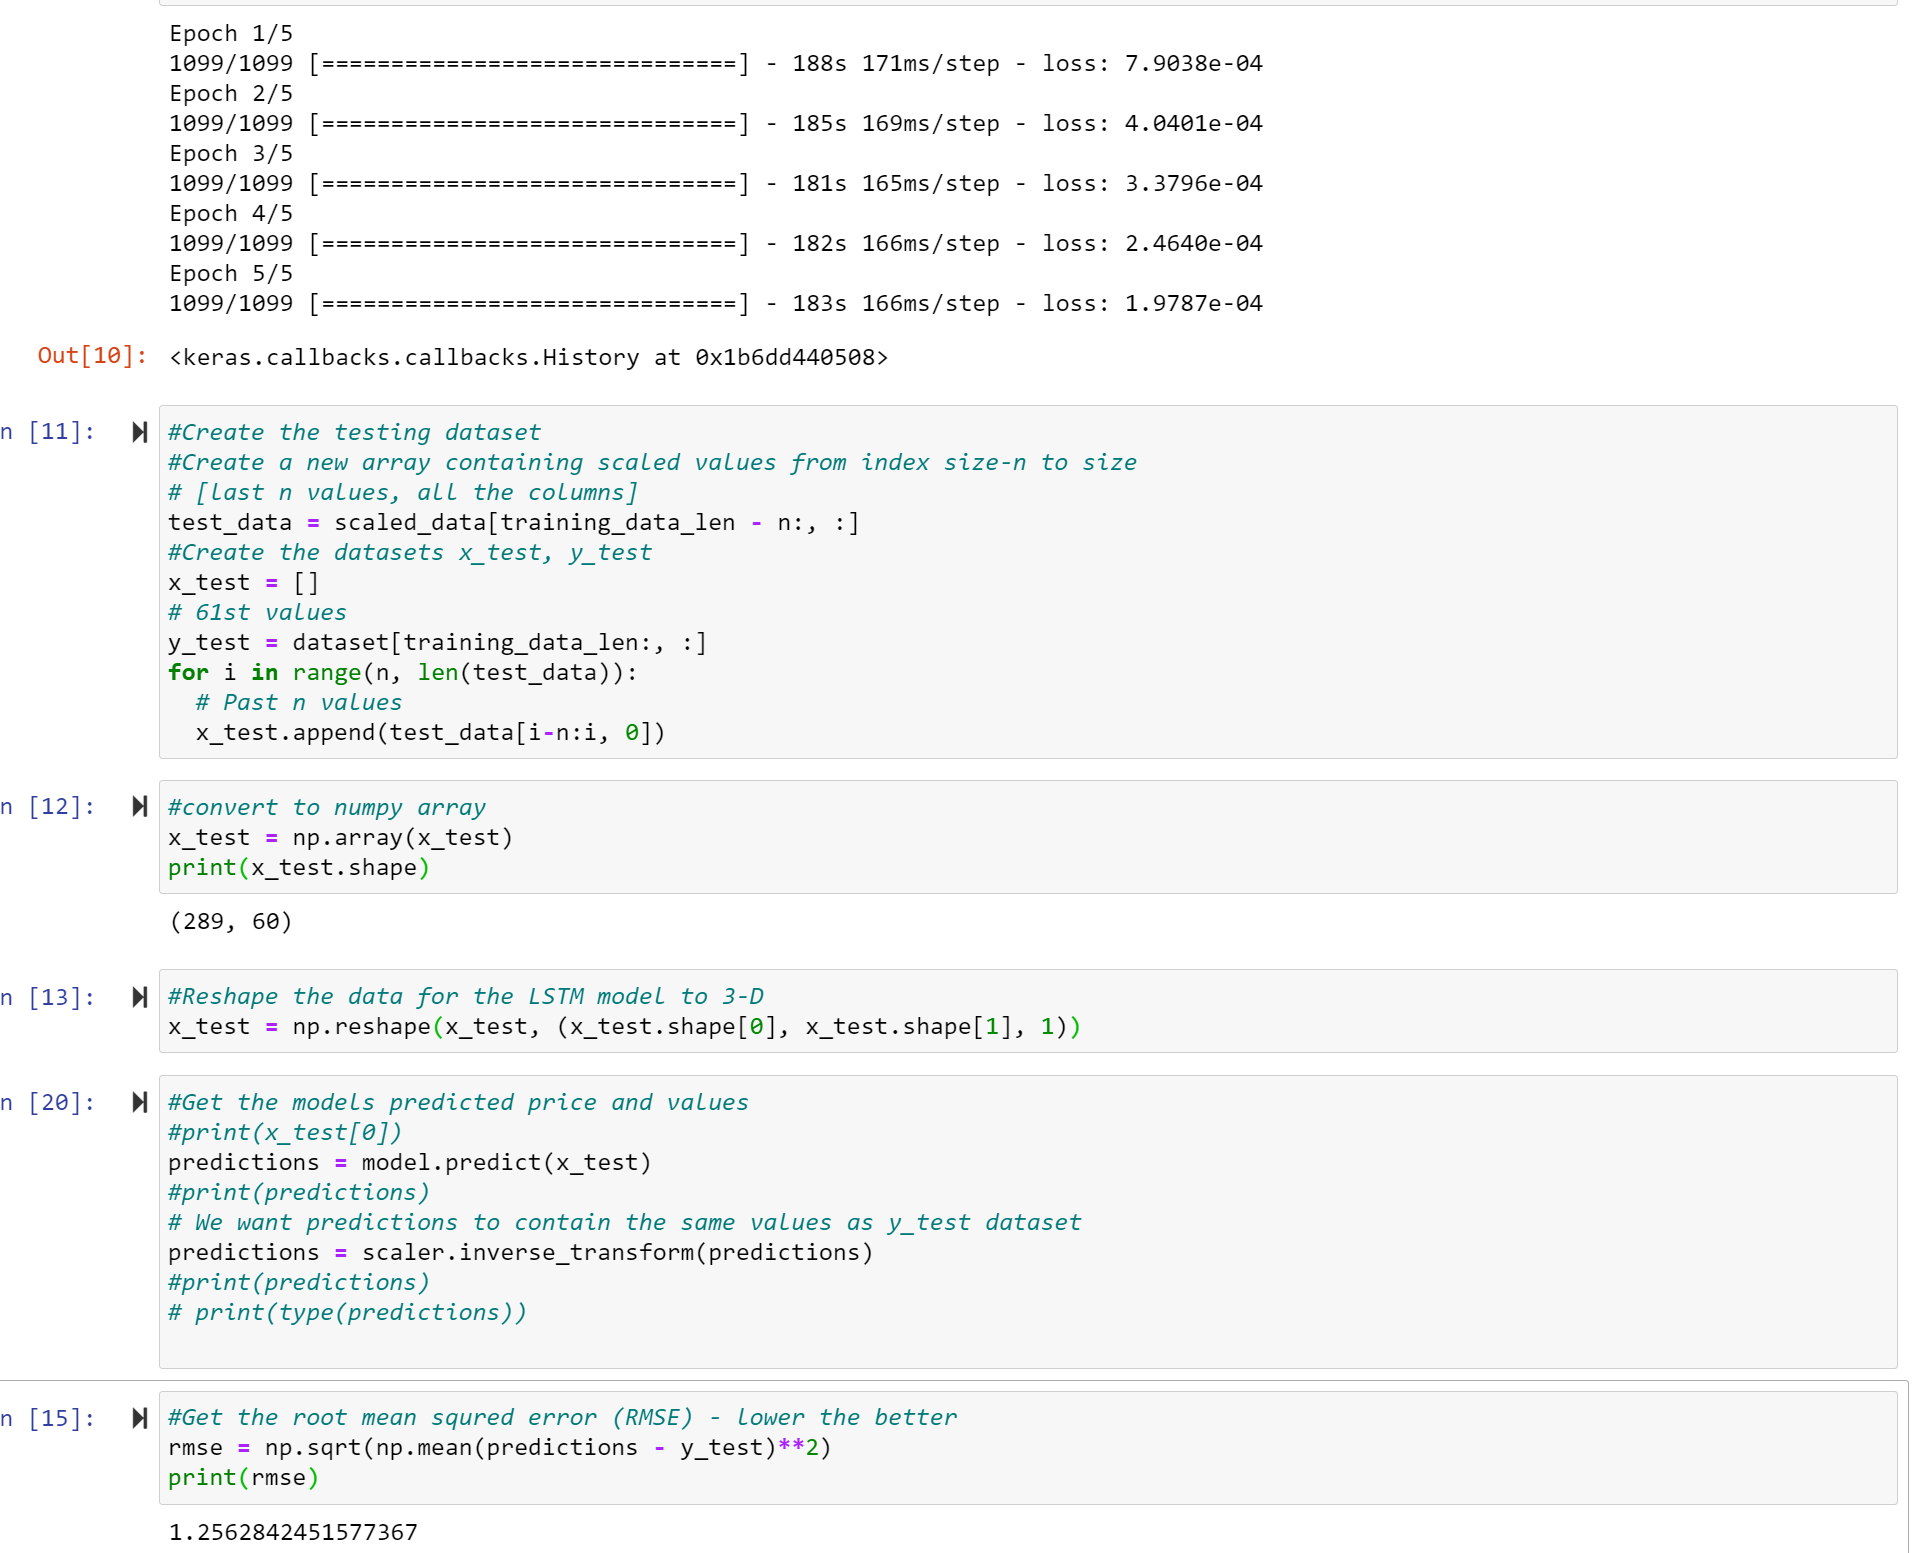 Epoch 1/5
1099/1099 [==============================] - 188s 171ms/step - loss: 7.9038e-04
Epoch 2/5
1099/1099 [==============================] - 185s 169ms/step - loss: 4.0401e-04
Epoch 3/5
1099/1099 [==============================] - 181s 165ms/step - loss: 3.3796e-04
Epoch 4/5
1099/1099 [==============================] - 182s 166ms/step - loss: 2.4640e-04
Epoch 5/5
1099/1099 [==============================] - 183s 166ms/step - loss: 1.9787e-04
Out[10]: <keras.callbacks.callbacks.History at 0x1b6dd440508>
n [11]: #Create the testing dataset
#Create a new array containing scaled values from index size-n to size
# [last n values, all the columns]
test_data = scaled_data[training_data_len - n:, :]
#Create the datasets x_test, y_test
x_test = []
# 61st values
y_test = dataset[training_data_len:, :]
for i in range(n, len(test_data)):
  # Past n values
  x_test.append(test_data[i-n:i, 0])
n [12]: #convert to numpy array
x_test = np.array(x_test)
print(x_test.shape)
(289, 60)
n [13]: #Reshape the data for the LSTM model to 3-D
x_test = np.reshape(x_test, (x_test.shape[0], x_test.shape[1], 1))
n [20]: #Get the models predicted price and values
#print(x_test[0])
predictions = model.predict(x_test)
#print(predictions)
# We want predictions to contain the same values as y_test dataset
predictions = scaler.inverse_transform(predictions)
#print(predictions)
# print(type(predictions))
n [15]: #Get the root mean squred error (RMSE) - lower the better
rmse = np.sqrt(np.mean(predictions - y_test)**2)
print(rmse)
1.2562842451577367